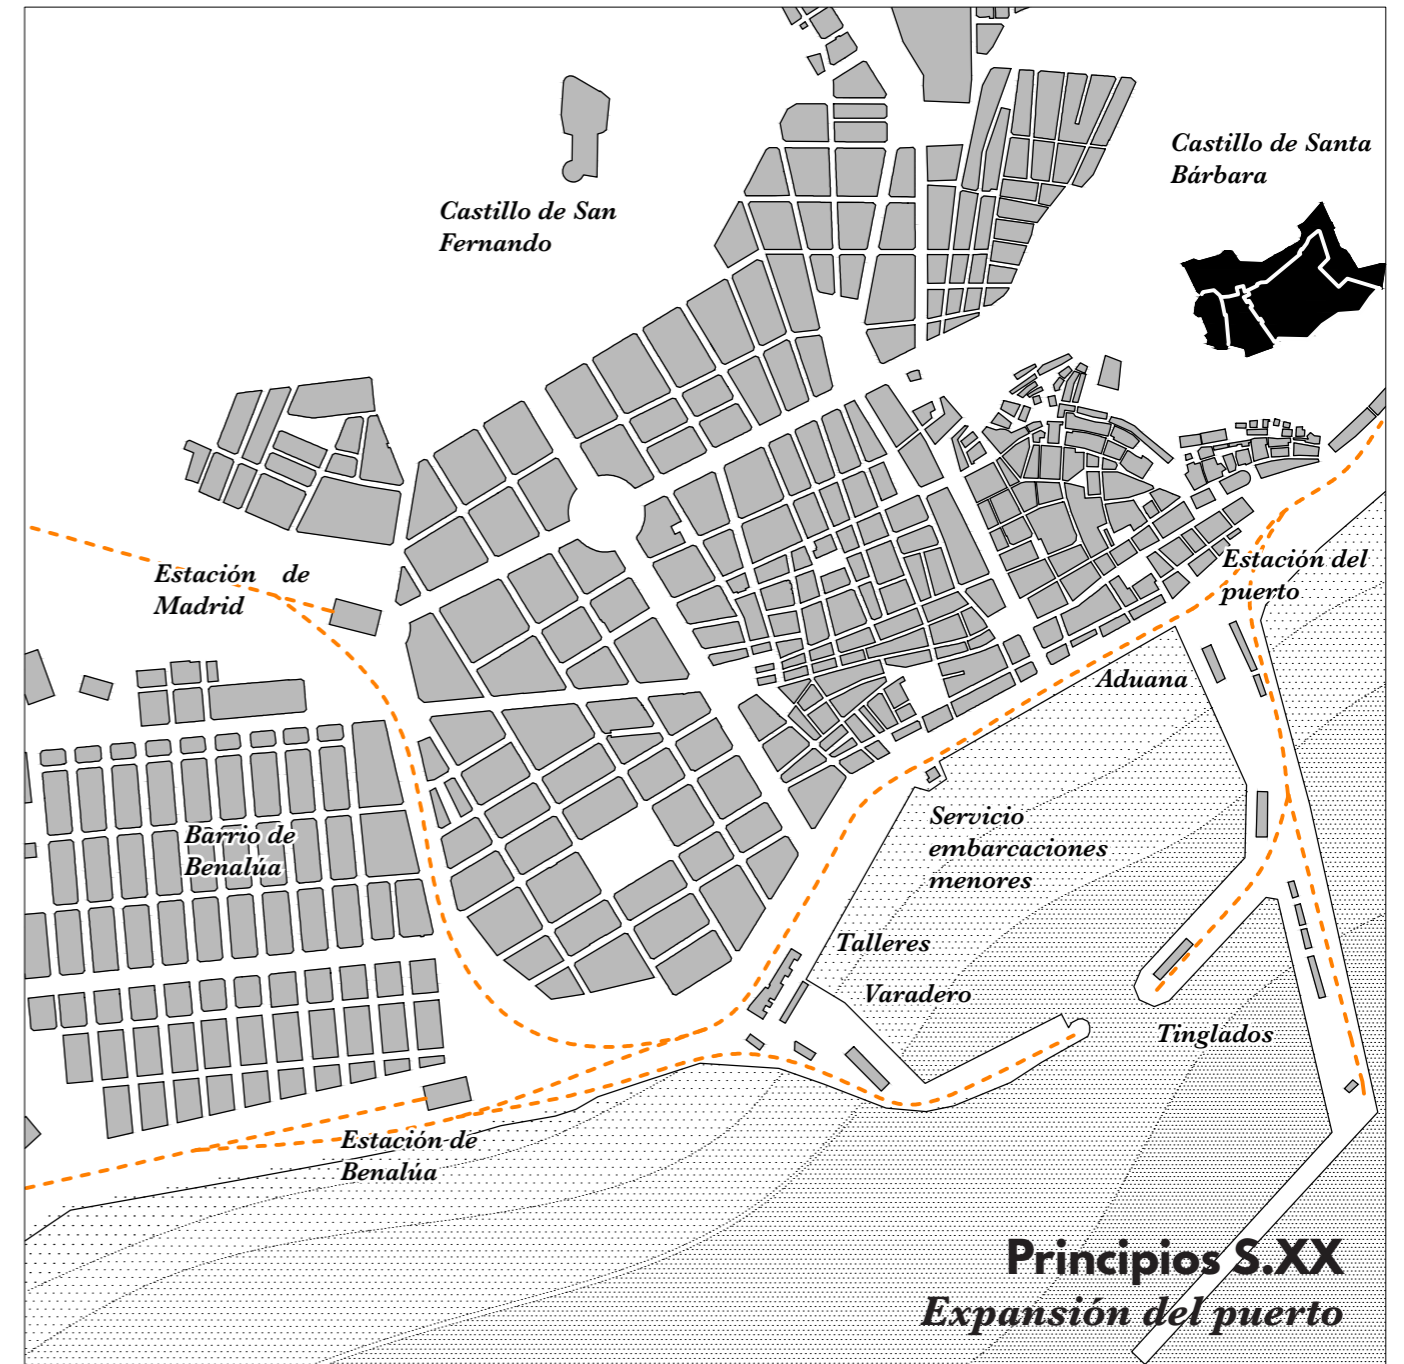 Castillo de Santa
Bárbara
Castillo de San
Fernando
Estación de
Madrid
Estación del
puerto
Aduana
Barrio de
Benalúa
Servicio
embarcaciones
menores
Talleres
Varadero
Tinglados
Estación de
Benalúa
Principios S.XX
Expansión del puerto